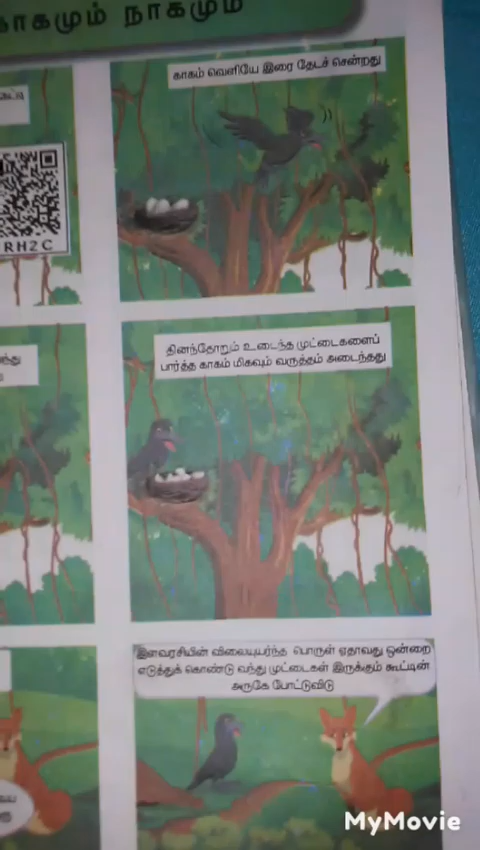 காகமும் நாகமும்
காகம் வெளியே இரை தேடச் சென்றது
RH2C
தினந்தோறும் உடைந்த முட்டைகளைப்
பார்த்த காகம் மிகவும் வருத்தம் அடைந்தது
இளவரசியின் விலையுயர்ந்த பொருள் ஏதாவது ஒன்றை
எடுத்துக் கொண்டு வந்து முட்டைகள் இருக்கும் கூட்டின்
அருகே போட்டுவிடு
MyMovie